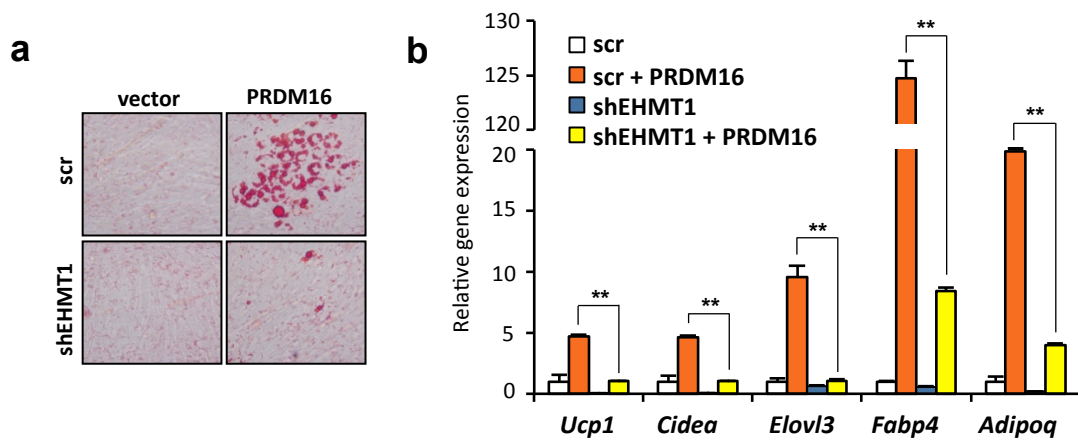 a
vector PRDM16
scr
shEHMT1
b
Relative gene expression
130
125
120
20
15
10
5
0
scr
scr + PRDM16
shEHMT1
shEHMT1 + PRDM16
**
**
**
**
**
Ucp1 Cidea Elovl3 Fabp4 Adipoq